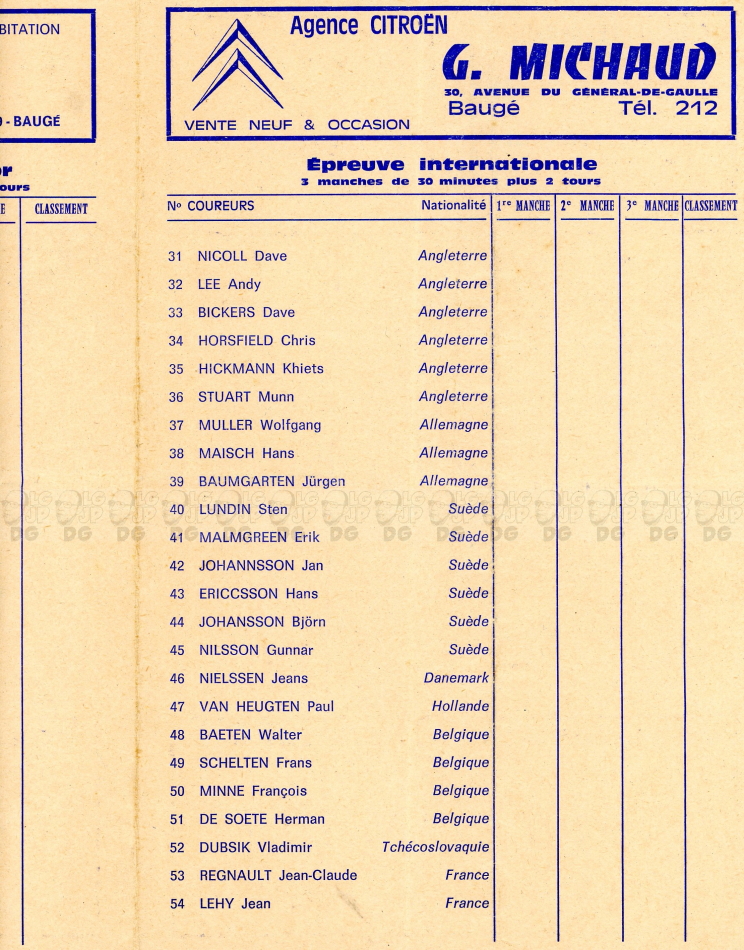 BITATION
- BAUGÉ
ours
CLASSEMENT
Agence CITROËN
G. MICHAUD
30, AVENUE DU GÉNÉRAL-DE-GAULLE
Baugé Tél. 212
VENTE NEUF & OCCASION
Épreuve internationale
3 manches de 30 minutes plus 2 tours
Nº COUREURS Nationalité 1re MANCHE 2e MANCHE 3e MANCHE CLASSEMENT
31 NICOLL Dave Angleterre
32 LEE Andy Angleterre
33 BICKERS Dave Angleterre
34 HORSFIELD Chris Angleterre
35 HICKMANN Khiets Angleterre
36 STUART Munn Angleterre
37 MULLER Wolfgang Allemagne
38 MAISCH Hans Allemagne
39 BAUMGARTEN Jürgen Allemagne
40 LUNDIN Sten Suède
41 MALMGREEN Erik Suède
42 JOHANNSSON Jan Suède
43 ERICCSSON Hans Suède
44 JOHANSSON Björn Suède
45 NILSSON Gunnar Suède
46 NIELSSEN Jeans Danemark
47 VAN HEUGTEN Paul Hollande
48 BAETEN Walter Belgique
49 SCHELTEN Frans Belgique
50 MINNE François Belgique
51 DE SOETE Herman Belgique
52 DUBSIK Vladimir Tchécoslovaquie
53 REGNAULT Jean-Claude France
54 LEHY Jean France